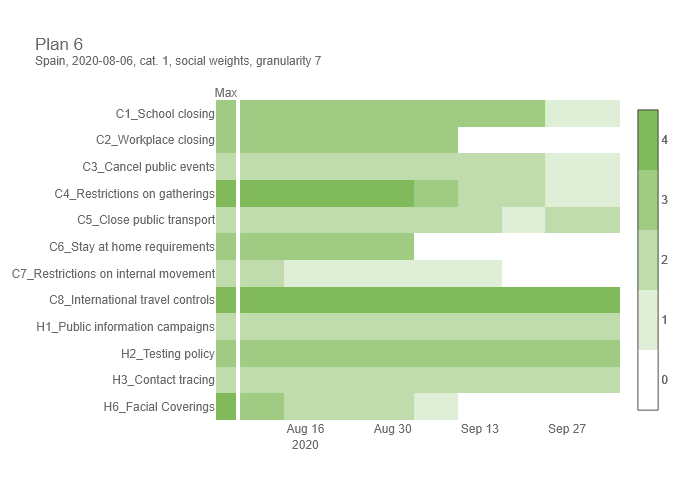 Plan 6
Spain, 2020-08-06, cat. 1, social weights, granularity 7
Max
C1_School closing
C2_Workplace closing
C3_Cancel public events
C4_Restrictions on gatherings
C5_Close public transport
C6_Stay at home requirements
C7_Restrictions on internal movement
C8_International travel controls
H1_Public information campaigns
H2_Testing policy
H3_Contact tracing
H6_Facial Coverings
Aug 16 Aug 30 Sep 13 Sep 27
2020
4
3
2
1
0